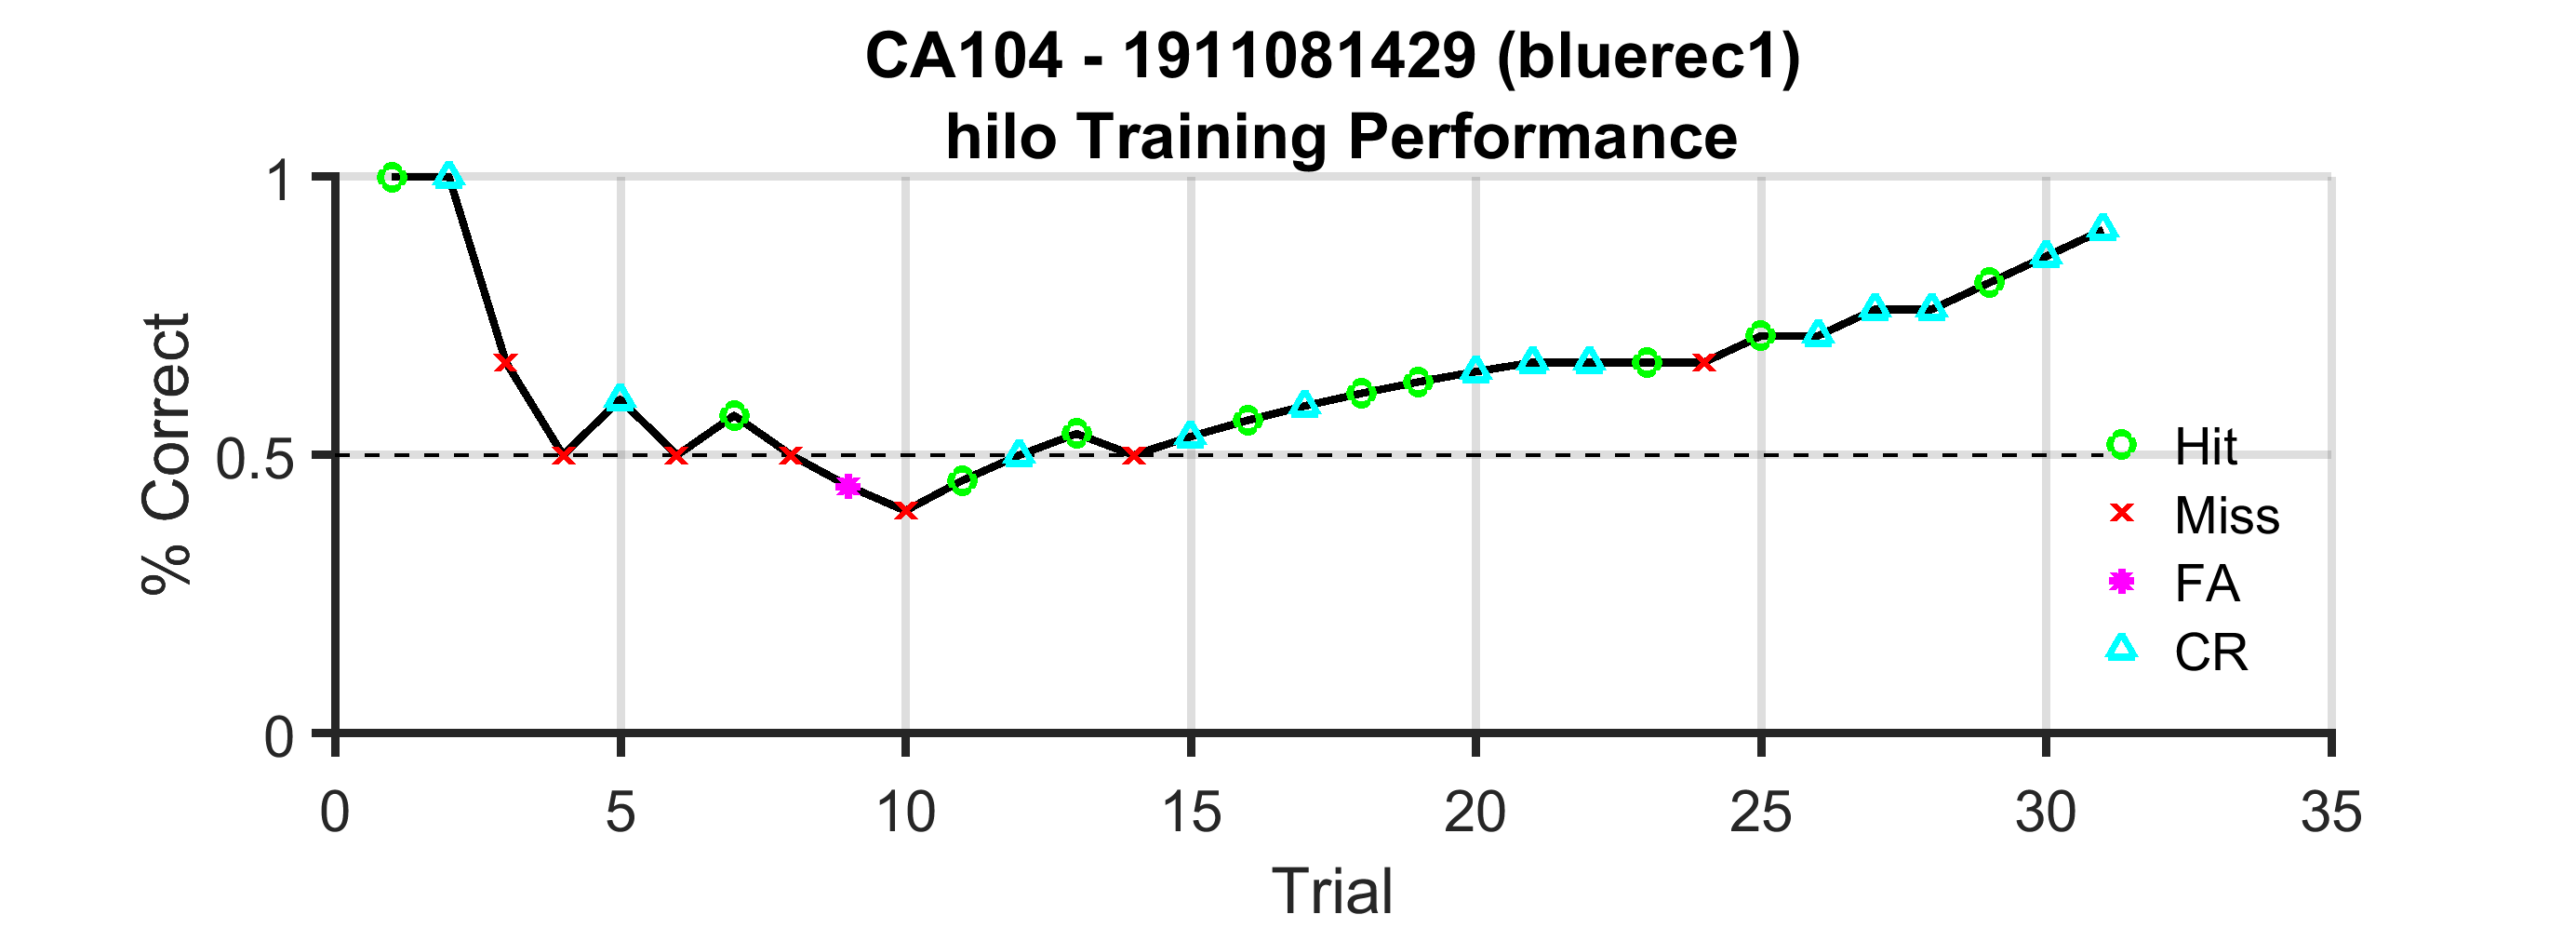 CA104 - 1911081429 (bluerec1)
hilo Training Performance
% Correct
1
0.5
0
0 5 10 15 20 25 30 35
Trial
Hit
Miss
FA
CR